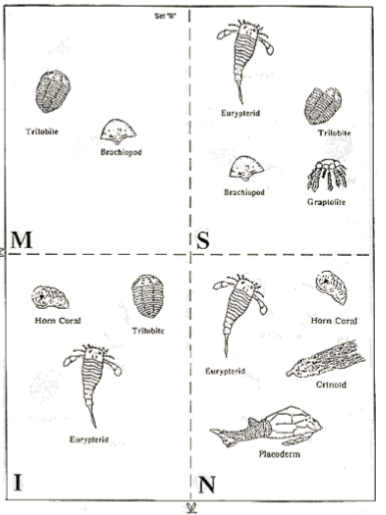 Set "B"
Trilobite
Brachiopod
M
Eurypterid
Trilobite
Brachiopod
Graptolite
S
Horn Coral
Trilobite
Eurypterid
I
Eurypterid
Horn Coral
Crinoid
Placoderm
N